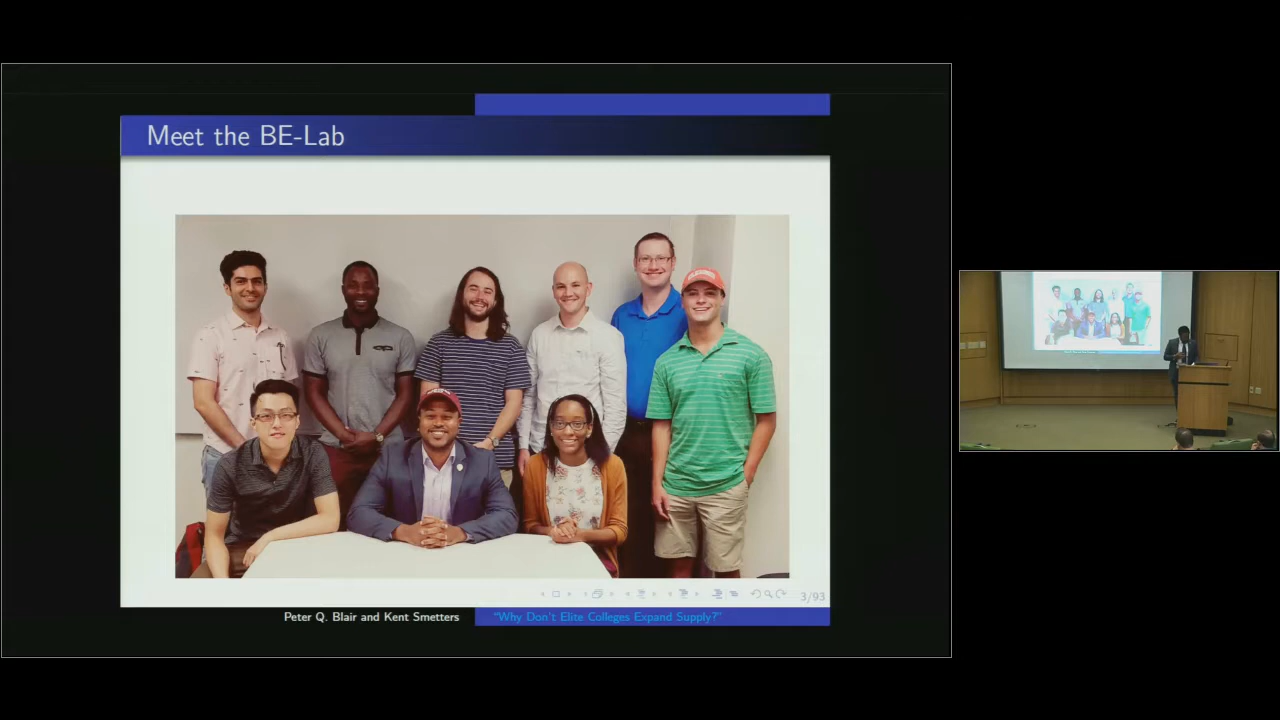 Meet the BE-Lab
3/93
Peter Q. Blair and Kent Smetters
"Why Don't Elite Colleges Expand Supply?"